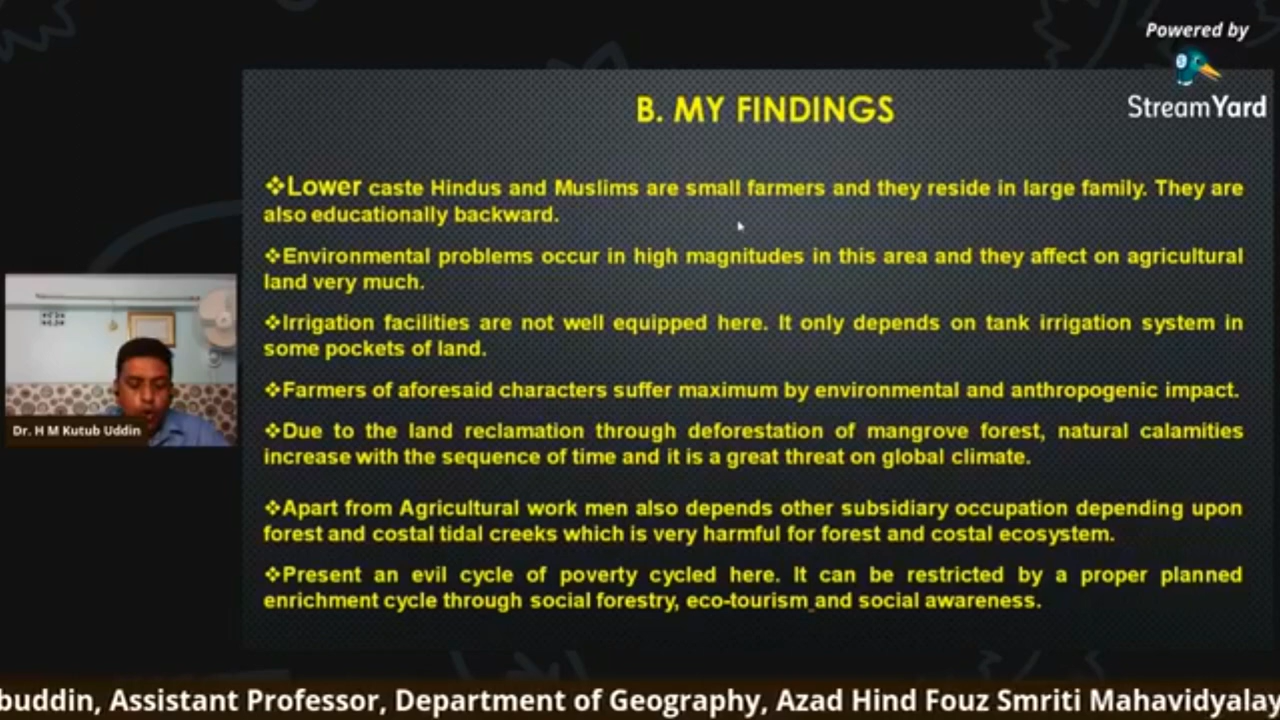 Powered by
StreamYard
B. MY FINDINGS
❖Lower caste Hindus and Muslims are small farmers and they reside in large family. They are
also educationally backward.
❖Environmental problems occur in high magnitudes in this area and they affect on agricultural
land very much.
❖Irrigation facilities are not well equipped here. It only depends on tank irrigation system in
some pockets of land.
❖Farmers of aforesaid characters suffer maximum by environmental and anthropogenic impact.
❖Due to the land reclamation through deforestation of mangrove forest, natural calamities
increase with the sequence of time and it is a great threat on global climate.
❖Apart from Agricultural work men also depends other subsidiary occupation depending upon
forest and costal tidal creeks which is very harmful for forest and costal ecosystem.
❖Present an evil cycle of poverty cycled here. It can be restricted by a proper planned
enrichment cycle through social forestry, eco-tourism and social awareness.
Dr. H M Kutub Uddin
buddin, Assistant Professor, Department of Geography, Azad Hind Fouz Smriti Mahavidyalay